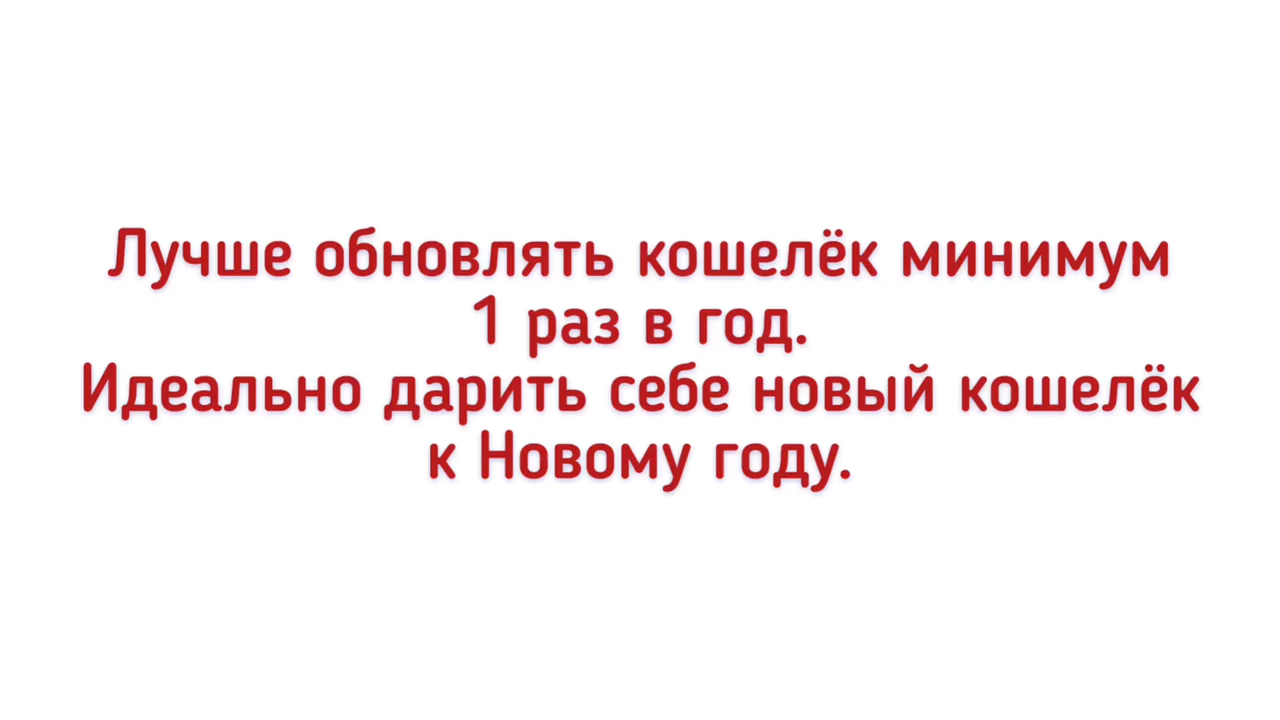 Лучше обновлять кошелёк минимум
1 раз в год.
Идеально дарить себе новый кошелёк
к Новому году.